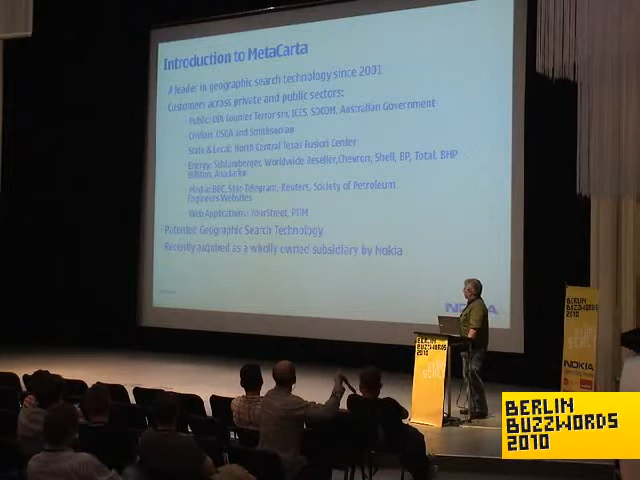 Introduction to MetaCarta
A leader in geographic search technology since 2001
Customers across private and public sectors:
Public: DIA Counter Terrorism, ICES, SOCOM, Australian Government
Civilian: USDA and Smithsonian
State & Local: North Central Texas Fusion Center
Energy: Schlumberger Worldwide Reseller, Chevron, Shell, BP, Total, BHP
Billiton, Anadarko
Media: BBC, Star-Telegram, Reuters, Society of Petroleum
Engineers Websites
Web Applications: YourStreet,
Patented Geographic Search Technology
Recently acquired as a wholly owned subsidiary by Nokia
NOKIA
BERLIN
BUZZWORDS
2010
BERLIN
BUZZWORDS
2010
NOKIA
BERLIN
BUZZWORDS
2010